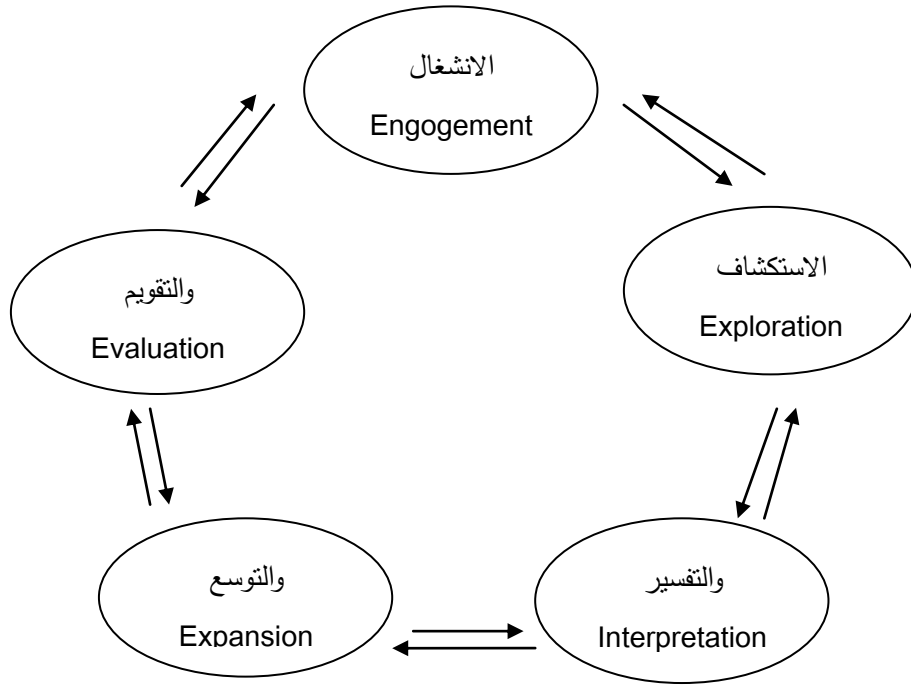 الانشغال
Engogement
الاستكشاف
Exploration
والتفسير
Interpretation
والتوسع
Expansion
والتقويم
Evaluation